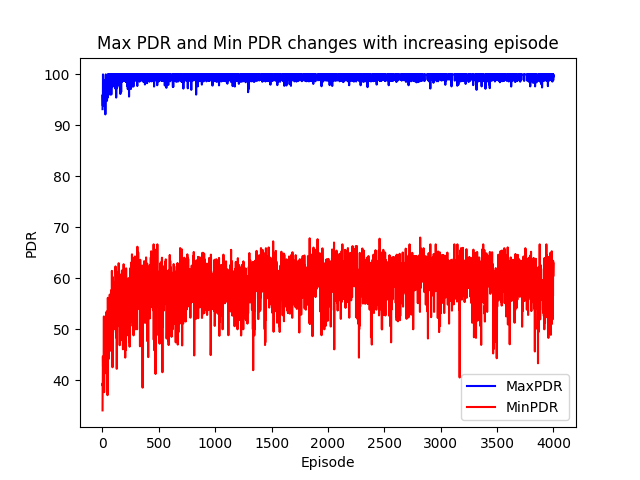 Max PDR and Min PDR changes with increasing episode
100
90
80
70
60
50
40
PDR
0 500 1000 1500 2000 2500 3000 3500 4000
Episode
MaxPDR
MinPDR